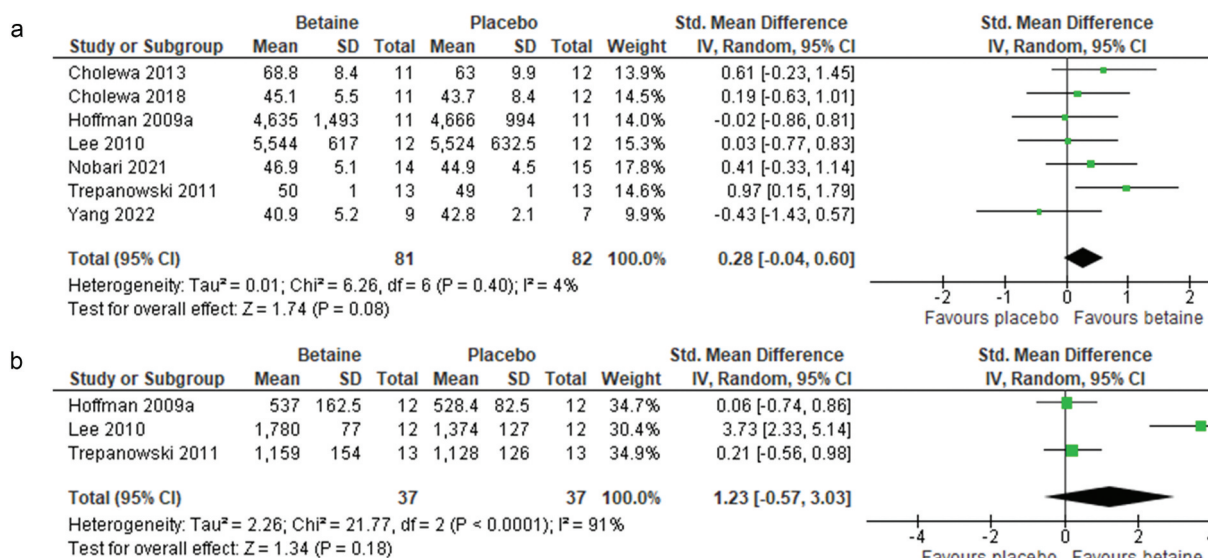 a
Betaine Placebo Std. Mean Difference Std. Mean Difference
Study or Subgroup Mean SD Total Mean SD Total Weight IV, Random, 95% CI IV, Random, 95% CI
Cholewa 2013 68.8 8.4 11 63 9.9 12 13.9% 0.61 [-0.23, 1.45]
Cholewa 2018 45.1 5.5 11 43.7 8.4 12 14.5% 0.19 [-0.63, 1.01]
Hoffman 2009a 4,635 1,493 11 4,666 994 11 14.0% -0.02 [-0.86, 0.81]
Lee 2010 5,544 617 12 5,524 632.5 12 15.3% 0.03 [-0.77, 0.83]
Nobari 2021 46.9 5.1 14 44.9 4.5 15 17.8% 0.41 [-0.33, 1.14]
Trepanowski 2011 50 1 13 49 1 13 14.6% 0.97 [0.15, 1.79]
Yang 2022 40.9 5.2 9 42.8 2.1 7 9.9% -0.43 [-1.43, 0.57]
Total (95% CI) 81 82 100.0% 0.28 [-0.04, 0.60]
Heterogeneity: Tau² = 0.01; Chi² = 6.26, df = 6 (P = 0.40); I² = 4%
Test for overall effect: Z = 1.74 (P = 0.08)
-2 -1 0 1 2
Favours placebo Favours betaine
b
Betaine Placebo Std. Mean Difference Std. Mean Difference
Study or Subgroup Mean SD Total Mean SD Total Weight IV, Random, 95% CI IV, Random, 95% CI
Hoffman 2009a 537 162.5 12 528.4 82.5 12 34.7% 0.06 [-0.74, 0.86]
Lee 2010 1,780 77 12 1,374 127 12 30.4% 3.73 [2.33, 5.14]
Trepanowski 2011 1,159 154 13 1,128 126 13 34.9% 0.21 [-0.56, 0.98]
Total (95% CI) 37 37 100.0% 1.23 [-0.57, 3.03]
Heterogeneity: Tau² = 2.26; Chi² = 21.77, df = 2 (P < 0.0001); I² = 91%
Test for overall effect: Z = 1.34 (P = 0.18)
-4 -2 0 2
Favours placebo Favours betaine